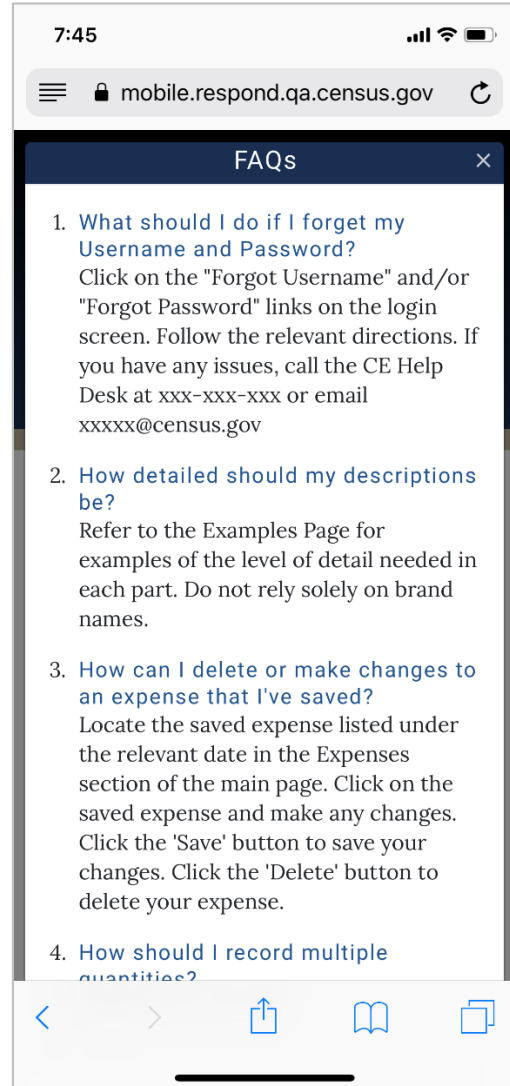 7:45
mobile.respond.qa.census.gov
FAQs ×
1. What should I do if I forget my
Username and Password?
Click on the "Forgot Username" and/or
"Forgot Password" links on the login
screen. Follow the relevant directions. If
you have any issues, call the CE Help
Desk at xxx-xxx-xxx or email
xxxxx@census.gov
2. How detailed should my descriptions
be?
Refer to the Examples Page for
examples of the level of detail needed in
each part. Do not rely solely on brand
names.
3. How can I delete or make changes to
an expense that I've saved?
Locate the saved expense listed under
the relevant date in the Expenses
section of the main page. Click on the
saved expense and make any changes.
Click the 'Save' button to save your
changes. Click the 'Delete' button to
delete your expense.
4. How should I record multiple
quantities?